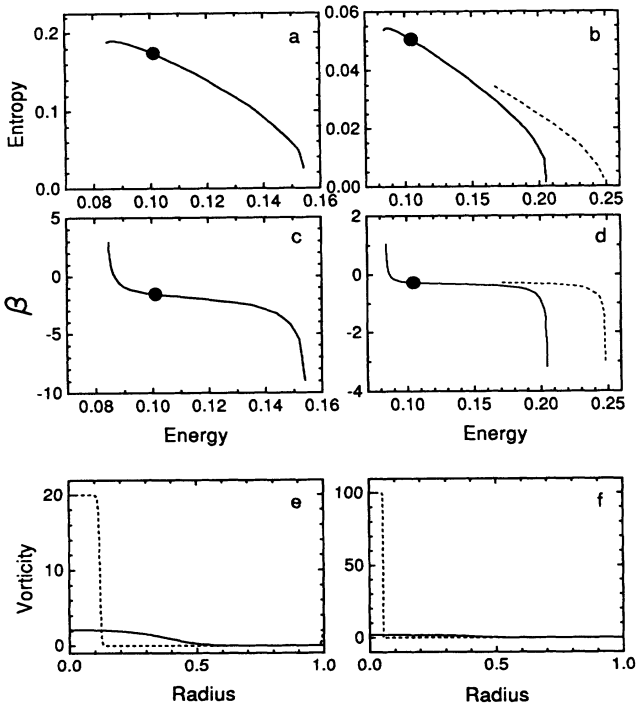 0.2
0.1
0.0
Entropy
a
0.08 0.10 0.12 0.14 0.16
0.06
0.04
0.02
0.00
b
0.10 0.15 0.20 0.25
5
0
-5
-10
β
c
0.08 0.10 0.12 0.14 0.16
Energy
2
0
-2
-4
d
0.10 0.15 0.20 0.25
Energy
20
10
0
Vorticity
e
0.0 0.5 1.0
Radius
100
50
0
f
0.0 0.5 1.0
Radius